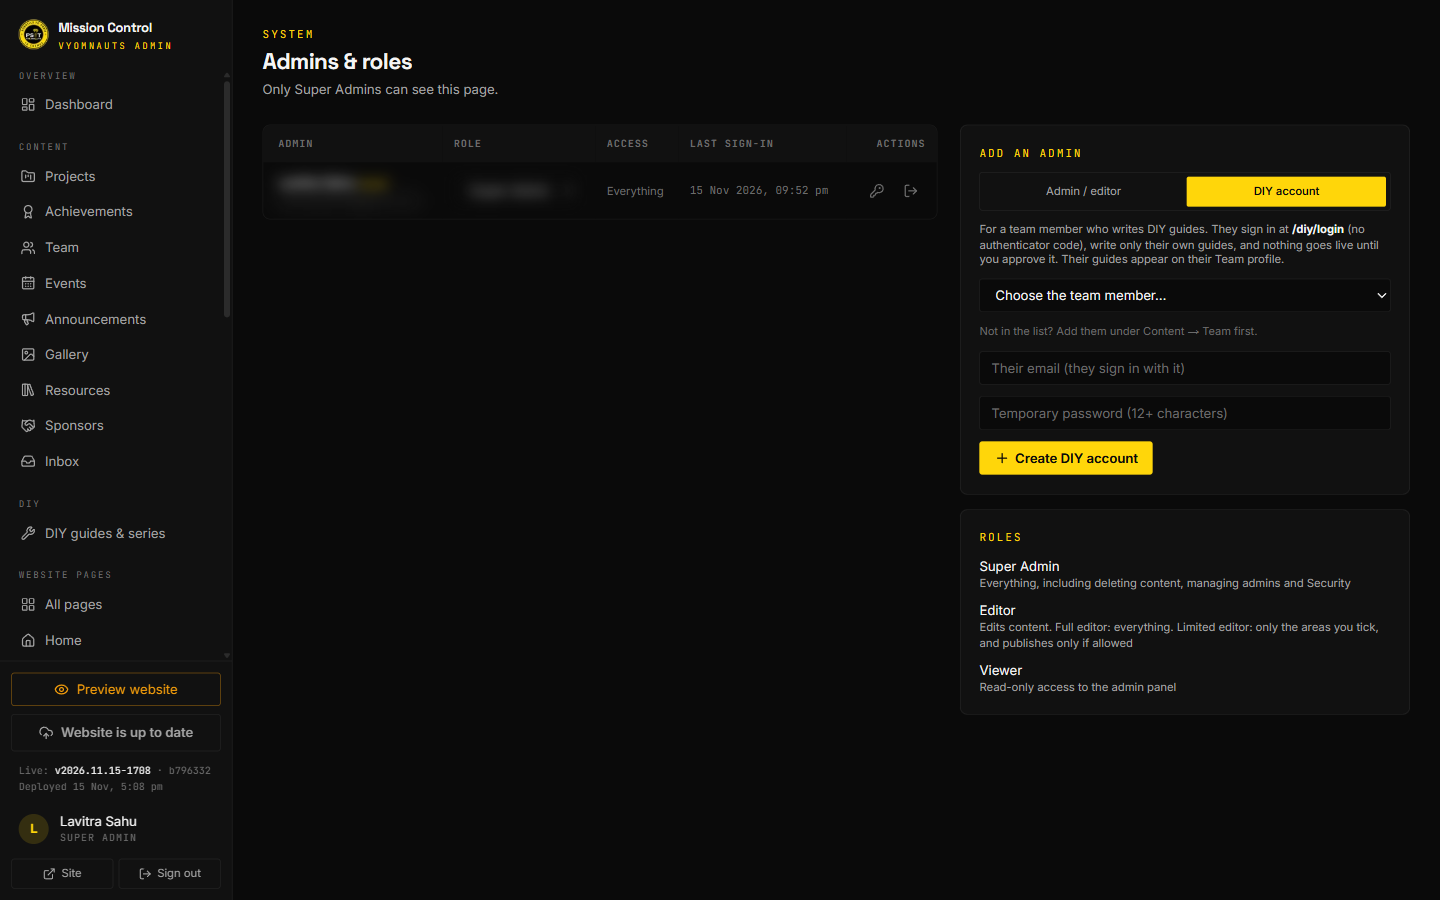 Mission Control
VYOMNAUTS ADMIN
OVERVIEW
Dashboard
CONTENT
Projects
Achievements
Team
Events
Announcements
Gallery
Resources
Sponsors
Inbox
DIY
DIY guides & series
WEBSITE PAGES
All pages
Home
Preview website
Website is up to date
Live: v2026.11.15-1708 · b796332
Deployed 15 Nov, 5:08 pm
L
Lavitra Sahu
SUPER ADMIN
Site
Sign out
SYSTEM
Admins & roles
Only Super Admins can see this page.
ADMIN ROLE ACCESS LAST SIGN-IN ACTIONS
Everything 15 Nov 2026, 09:52 pm
ADD AN ADMIN
Admin / editor
DIY account
For a team member who writes DIY guides. They sign in at /diy/login (no
authenticator code), write only their own guides, and nothing goes live until
you approve it. Their guides appear on their Team profile.
Choose the team member...
Not in the list? Add them under Content → Team first.
Their email (they sign in with it)
Temporary password (12+ characters)
+ Create DIY account
ROLES
Super Admin
Everything, including deleting content, managing admins and Security
Editor
Edits content. Full editor: everything. Limited editor: only the areas you tick,
and publishes only if allowed
Viewer
Read-only access to the admin panel